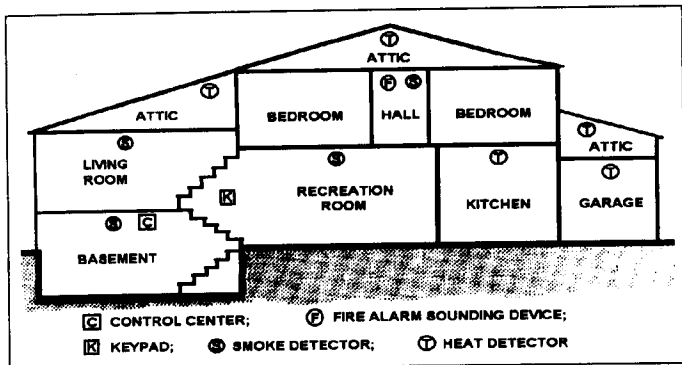 T
ATTIC
T
ATTIC
BEDROOM
F S
HALL
BEDROOM
T
ATTIC
S
LIVING
ROOM
S
RECREATION
ROOM
K
T
KITCHEN
T
GARAGE
S C
BASEMENT
C CONTROL CENTER; F FIRE ALARM SOUNDING DEVICE;
K KEYPAD; S SMOKE DETECTOR; T HEAT DETECTOR